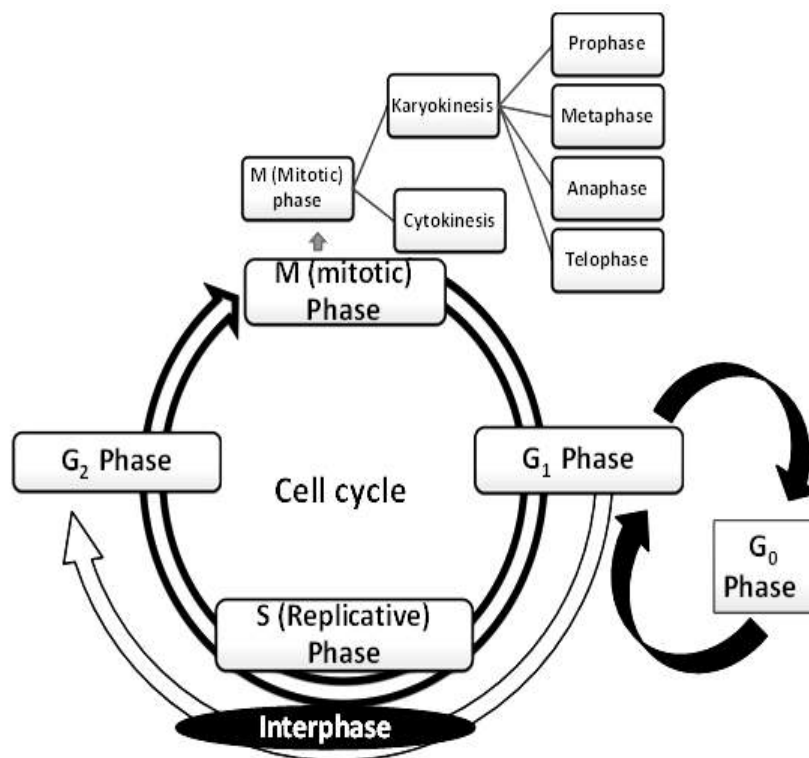 Prophase
Karyokinesis
Metaphase
M (Mitotic)
phase
Anaphase
Cytokinesis
Telophase
M (mitotic)
Phase
G₂ Phase
G₁ Phase
Cell cycle
G₀
Phase
S (Replicative)
Phase
Interphase